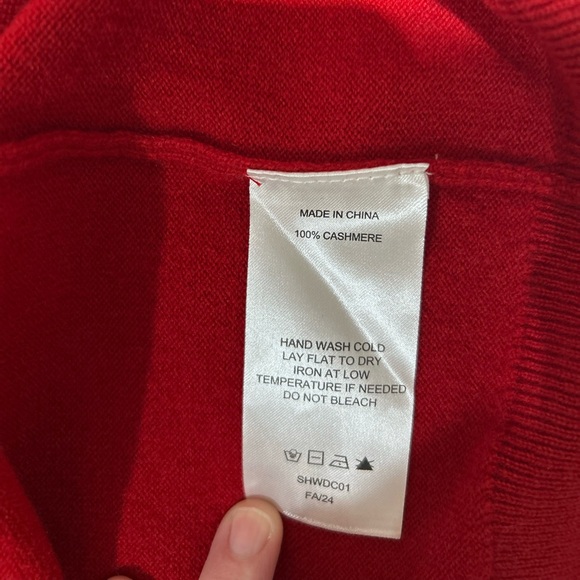 MADE IN CHINA
100% CASHMERE
HAND WASH COLD
LAY FLAT TO DRY
IRON AT LOW
TEMPERATURE IF NEEDED
DO NOT BLEACH
SHWDC01
FA/24